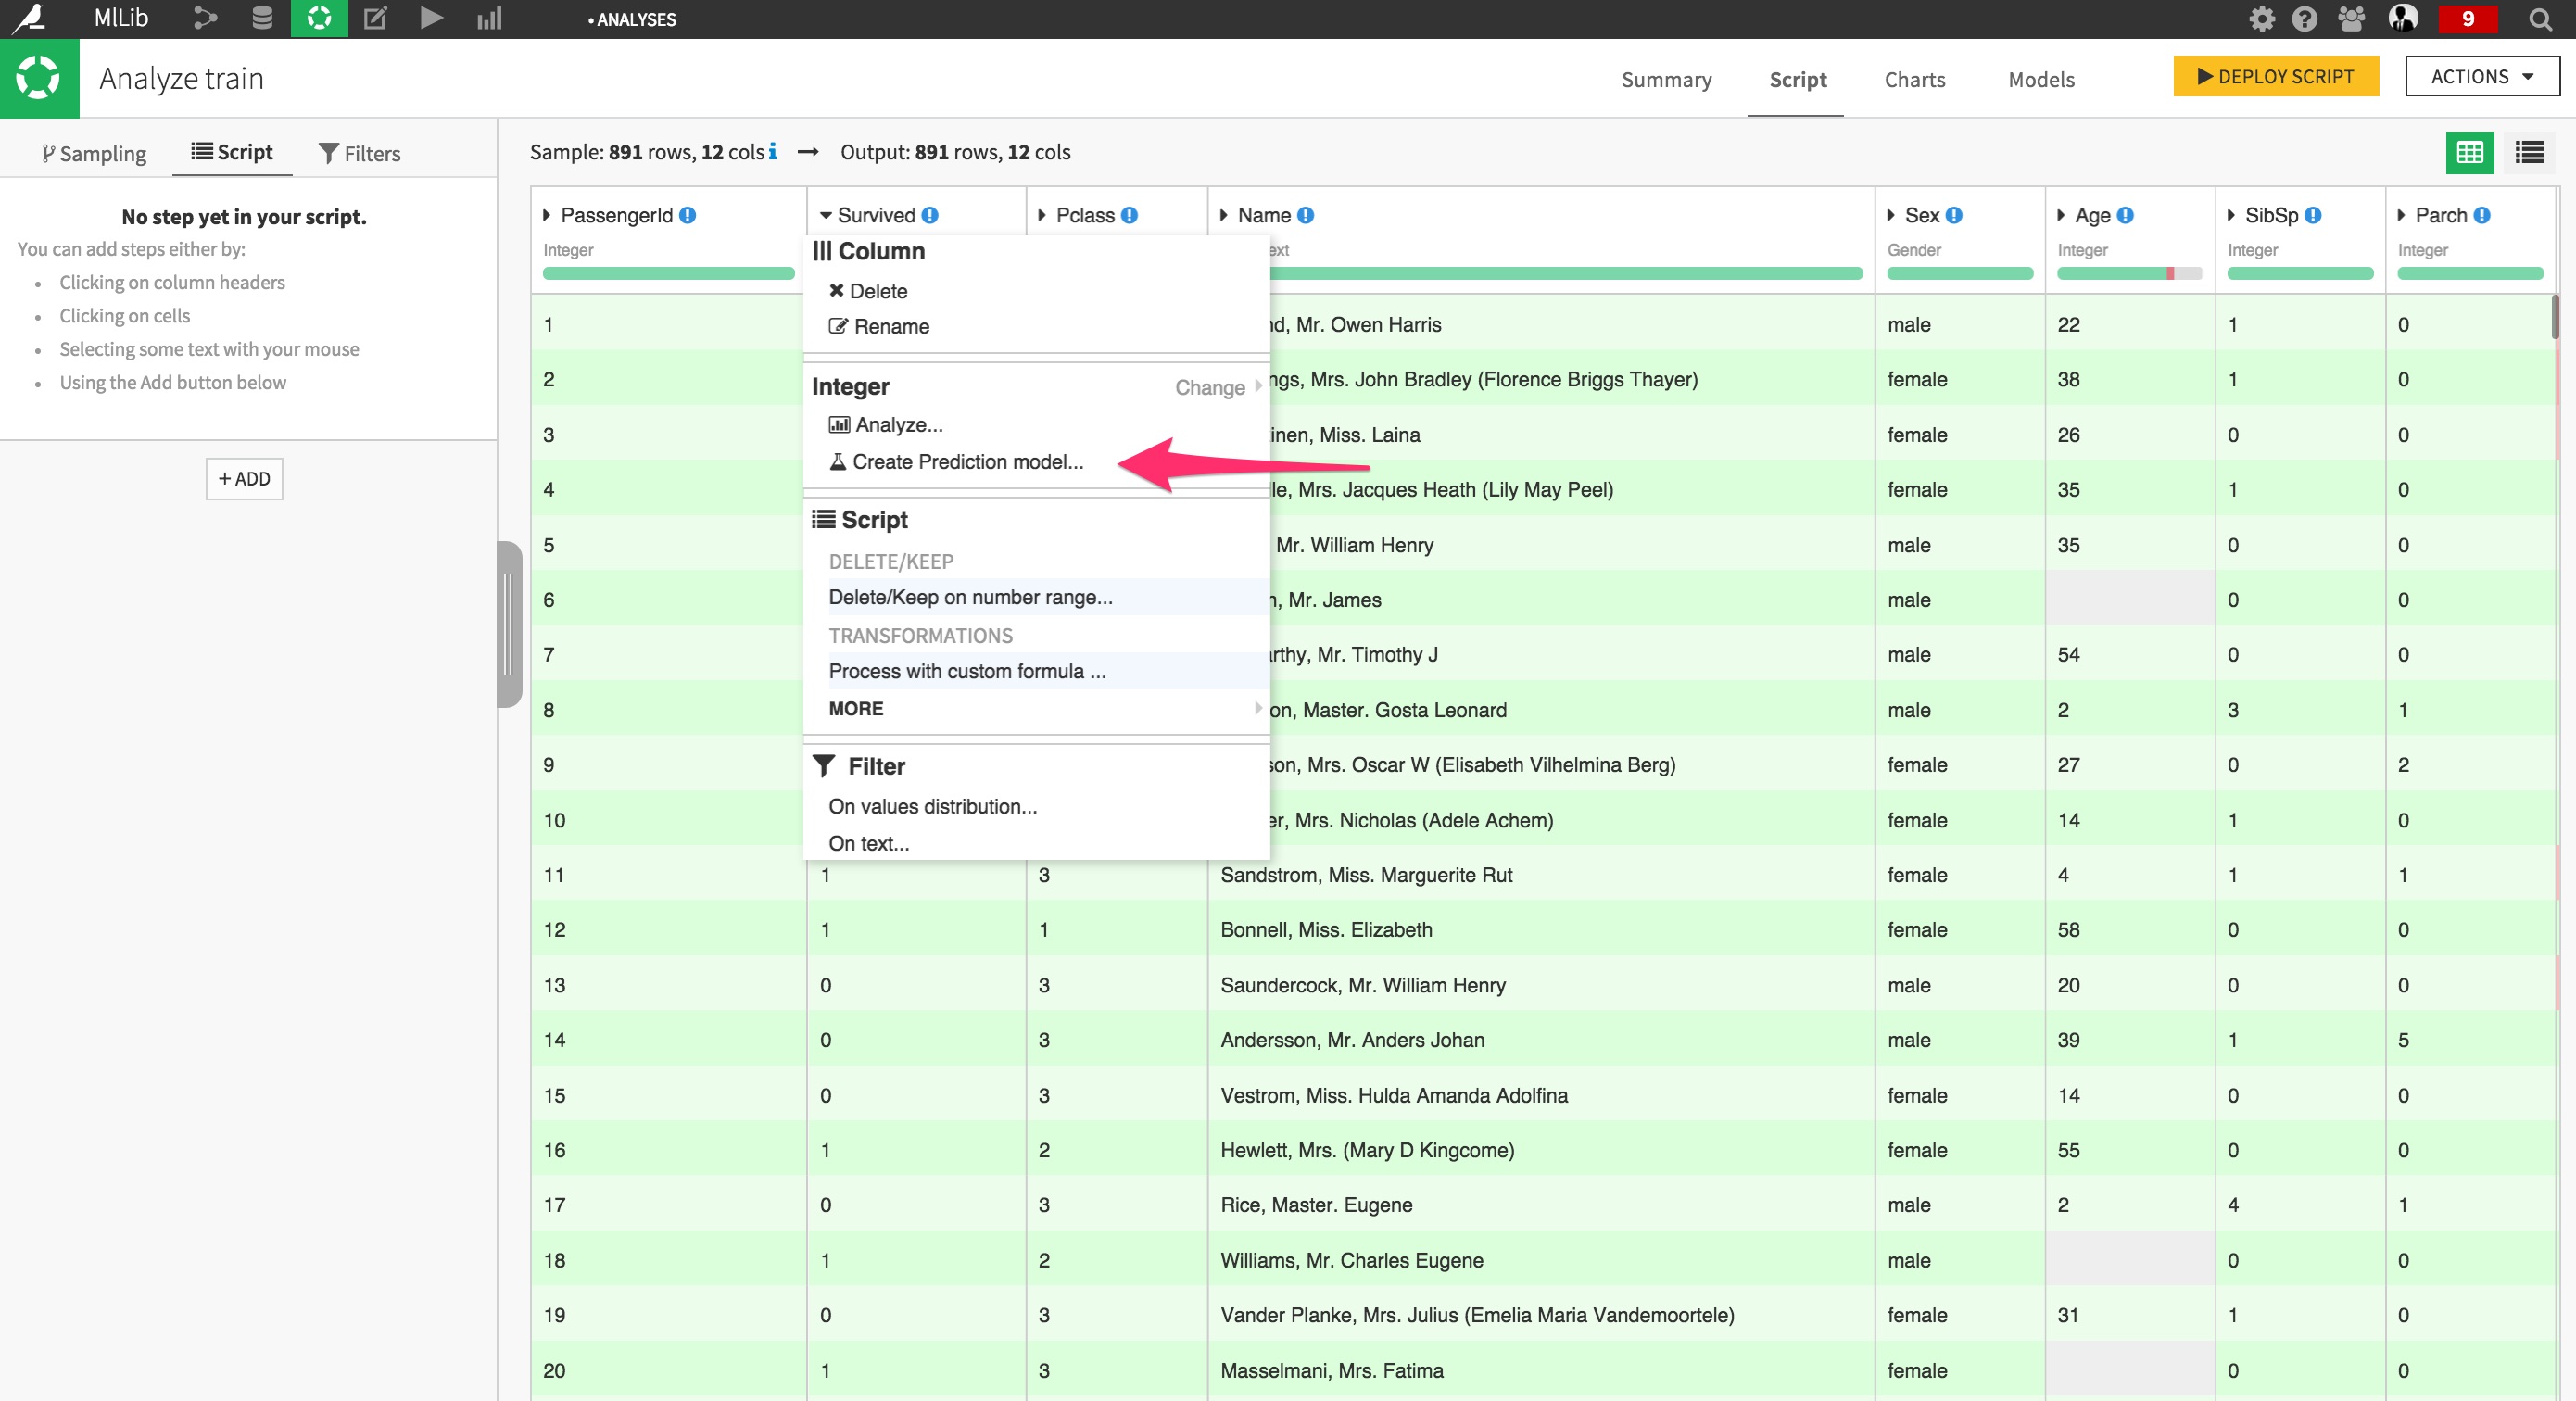 MlLib
• ANALYSES
9
Analyze train
Summary Script Charts Models
DEPLOY SCRIPT
ACTIONS
Sampling Script Filters
No step yet in your script.
You can add steps either by:
• Clicking on column headers
• Clicking on cells
• Selecting some text with your mouse
• Using the Add button below
+ ADD
Sample: 891 rows, 12 cols → Output: 891 rows, 12 cols
PassengerId Survived Pclass Name Sex Age SibSp Parch
Integer Gender Integer Integer Integer
Column
Delete
Rename
Integer Change
Analyze...
Create Prediction model...
Script
DELETE/KEEP
Delete/Keep on number range...
TRANSFORMATIONS
Process with custom formula ...
MORE
Filter
On values distribution...
On text...
1 Mr. Owen Harris male 22 1 0
2 Mrs. John Bradley (Florence Briggs Thayer) female 38 1 0
3 Miss. Laina female 26 0 0
4 Mrs. Jacques Heath (Lily May Peel) female 35 1 0
5 Mr. William Henry male 35 0 0
6 Mr. James male 0 0
7 Mr. Timothy J male 54 0 0
8 Master. Gosta Leonard male 2 3 1
9 Mrs. Oscar W (Elisabeth Vilhelmina Berg) female 27 0 2
10 Mrs. Nicholas (Adele Achem) female 14 1 0
11 1 3 Sandstrom, Miss. Marguerite Rut female 4 1 1
12 1 1 Bonnell, Miss. Elizabeth female 58 0 0
13 0 3 Saundercock, Mr. William Henry male 20 0 0
14 0 3 Andersson, Mr. Anders Johan male 39 1 5
15 0 3 Vestrom, Miss. Hulda Amanda Adolfina female 14 0 0
16 1 2 Hewlett, Mrs. (Mary D Kingcome) female 55 0 0
17 0 3 Rice, Master. Eugene male 2 4 1
18 1 2 Williams, Mr. Charles Eugene male 0 0
19 0 3 Vander Planke, Mrs. Julius (Emelia Maria Vandemoortele) female 31 1 0
20 1 3 Masselmani, Mrs. Fatima female 0 0